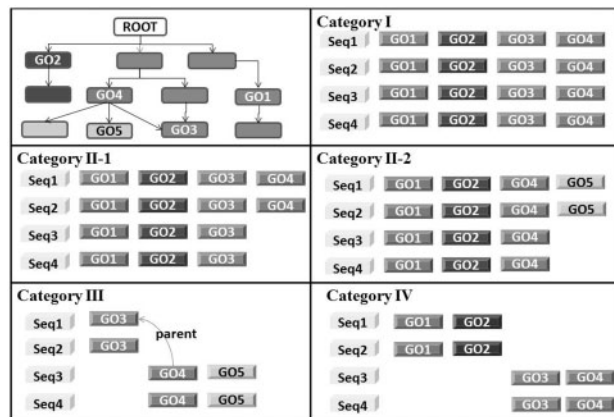 ROOT
GO2
GO4 GO1
GO5 GO3
Category I
Seq1 GO1 GO2 GO3 GO4
Seq2 GO1 GO2 GO3 GO4
Seq3 GO1 GO2 GO3 GO4
Seq4 GO1 GO2 GO3 GO4
Category II-1
Seq1 GO1 GO2 GO3 GO4
Seq2 GO1 GO2 GO3 GO4
Seq3 GO1 GO2 GO3
Seq4 GO1 GO2 GO3
Category II-2
Seq1 GO1 GO2 GO4 GO5
Seq2 GO1 GO2 GO4 GO5
Seq3 GO1 GO2 GO4
Seq4 GO1 GO2 GO4
Category III
Seq1 GO3
parent
Seq2 GO3
Seq3 GO4 GO5
Seq4 GO4 GO5
Category IV
Seq1 GO1 GO2
Seq2 GO1 GO2
Seq3 GO3 GO4
Seq4 GO3 GO4